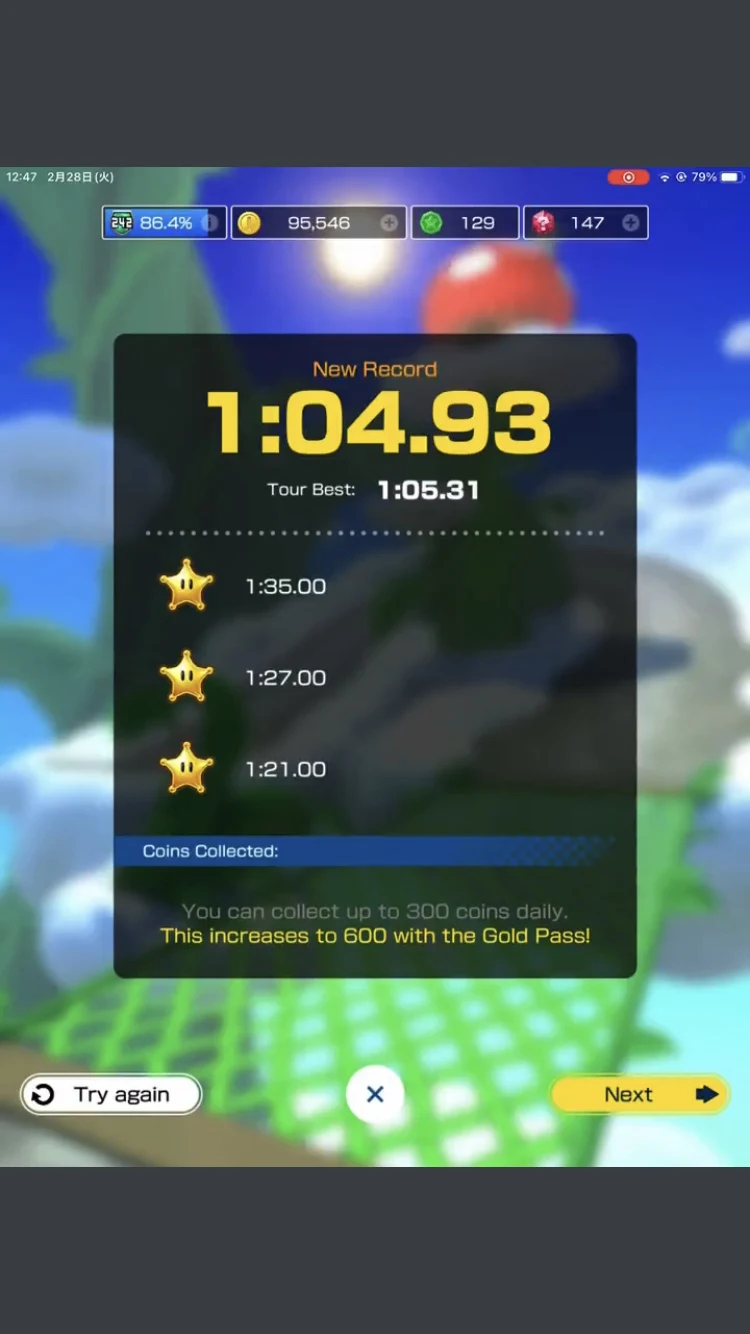 12:47 2月28日(火)
79%
242 86.4% 95,546 129 147
New Record
1:04.93
Tour Best: 1:05.31
1:35.00
1:27.00
1:21.00
Coins Collected:
You can collect up to 300 coins daily.
This increases to 600 with the Gold Pass!
Try again
Next